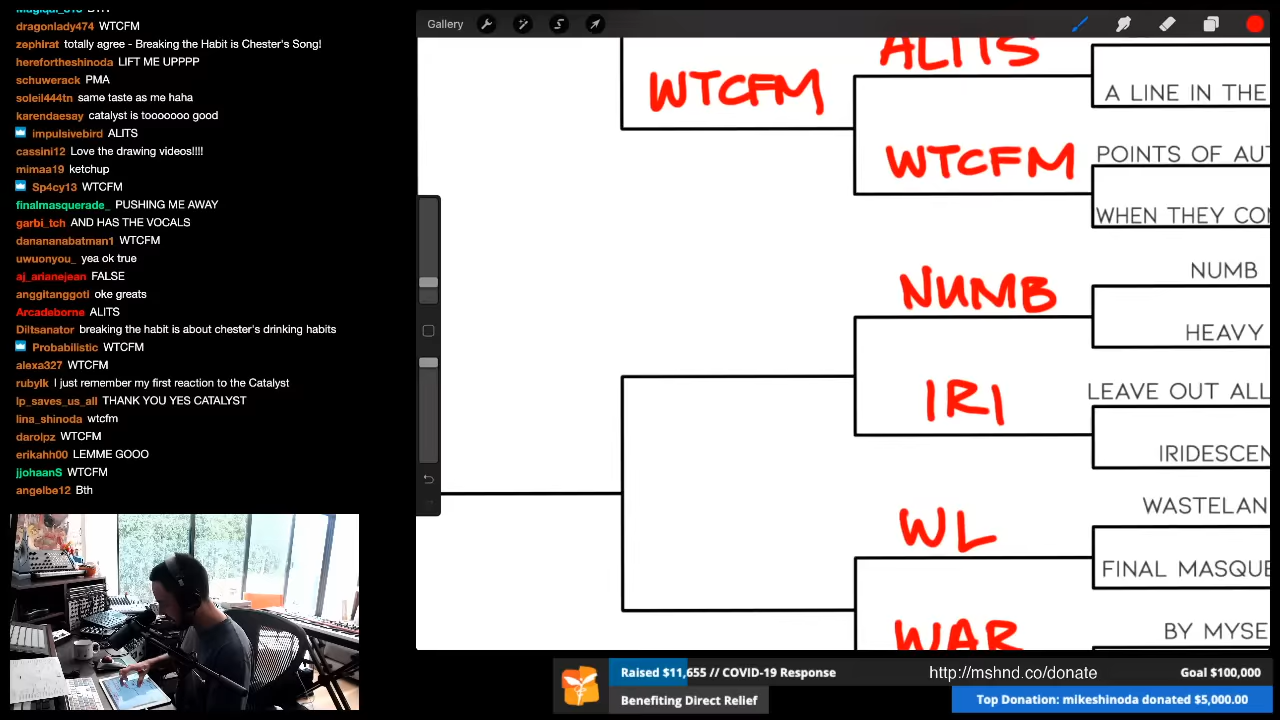 dragonlady474 WTCFM
zephlrat totally agree - Breaking the Habit is Chester's Song!
herefortheshinoda LIFT ME UPPPP
schuwerack PMA
soleil444tn same taste as me haha
karendaesay catalyst is tooooooo good
impulsivebird ALITS
cassini12 Love the drawing videos!!!!
mimaa19 ketchup
Sp4cy13 WTCFM
finalmasquerade_ PUSHING ME AWAY
garbi_tch AND HAS THE VOCALS
danananabatman1 WTCFM
uwuonyou_ yea ok true
aj_arianejean FALSE
anggitanggoti oke greats
Arcadeborne ALITS
Diltsanator breaking the habit is about chester's drinking habits
Probabilistic WTCFM
alexa327 WTCFM
rubylk I just remember my first reaction to the Catalyst
lp_saves_us_all THANK YOU YES CATALYST
lina_shinoda wtcfm
daroipz WTCFM
erikahh00 LEMME GOOO
jjohaanS WTCFM
angelbe12 Bth
Gallery
ALITS
WTCFM
A LINE IN THE
WTCFM
POINTS OF AUT
WHEN THEY CO
NUMB
NUMB
HEAVY
IRI
LEAVE OUT ALL
IRIDESCEN
WL
WASTELAN
FINAL MASQUE
WAR
BY MYSE
Raised $11,655 // COVID-19 Response
http://mshnd.co/donate
Goal $100,000
Benefiting Direct Relief
Top Donation: mikeshinoda donated $5,000.00